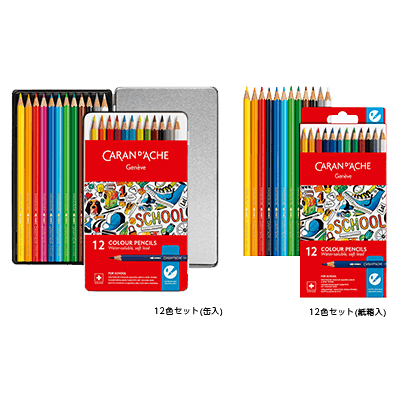 CARAN D'ACHE
Genève
SCHOOL
12 COLOUR PENCILS
Water-soluble, soft lead
FOR SCHOOL
12色セット(缶入)
CARAN D'ACHE
Genève
SCHOOL
12 COLOUR PENCILS
Water-soluble, soft lead
FOR SCHOOL
12色セット(紙箱入)